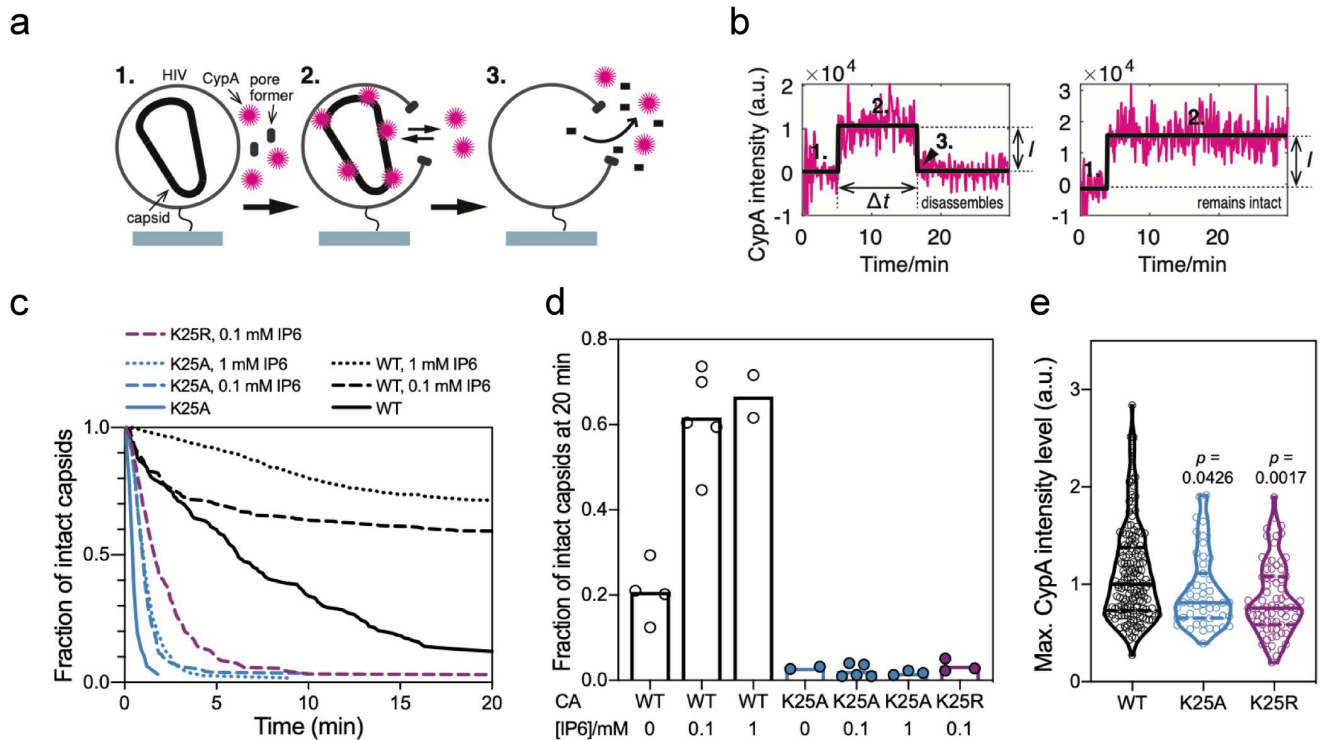 a
1.
HIV
CypA
pore
former
capsid
2.
3.
b
CypA intensity (a.u.)
×10⁴
2
1
0
-1
1.
2.
3.
I
Δt
disassembles
0
20
Time/min
×10⁴
3
2
1
0
-1
1.
2.
I
remains intact
0
20
Time/min
c
K25R, 0.1 mM IP6
K25A, 1 mM IP6
WT, 1 mM IP6
K25A, 0.1 mM IP6
WT, 0.1 mM IP6
K25A
WT
Fraction of intact capsids
1.0
0.5
0.0
0
5
10
15
20
Time (min)
d
Fraction of intact capsids at 20 min
0.8
0.6
0.4
0.2
0.0
CA WT WT WT K25A K25A K25A K25R
[IP6]/mM 0 0.1 1 0 0.1 1 0.1
e
Max. CypA intensity level (a.u.)
3
2
1
0
p =
0.0426
p =
0.0017
WT K25A K25R